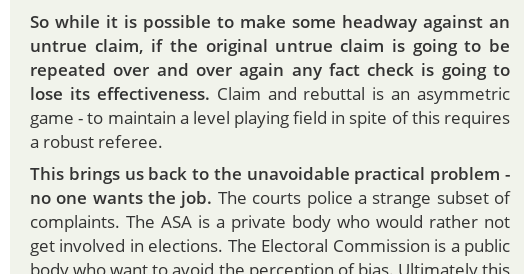 So while it is possible to make some headway against an
untrue claim, if the original untrue claim is going to be
repeated over and over again any fact check is going to
lose its effectiveness. Claim and rebuttal is an asymmetric
game - to maintain a level playing field in spite of this requires
a robust referee.
This brings us back to the unavoidable practical problem -
no one wants the job. The courts police a strange subset of
complaints. The ASA is a private body who would rather not
get involved in elections. The Electoral Commission is a public
body who want to avoid the perception of bias. Ultimately this